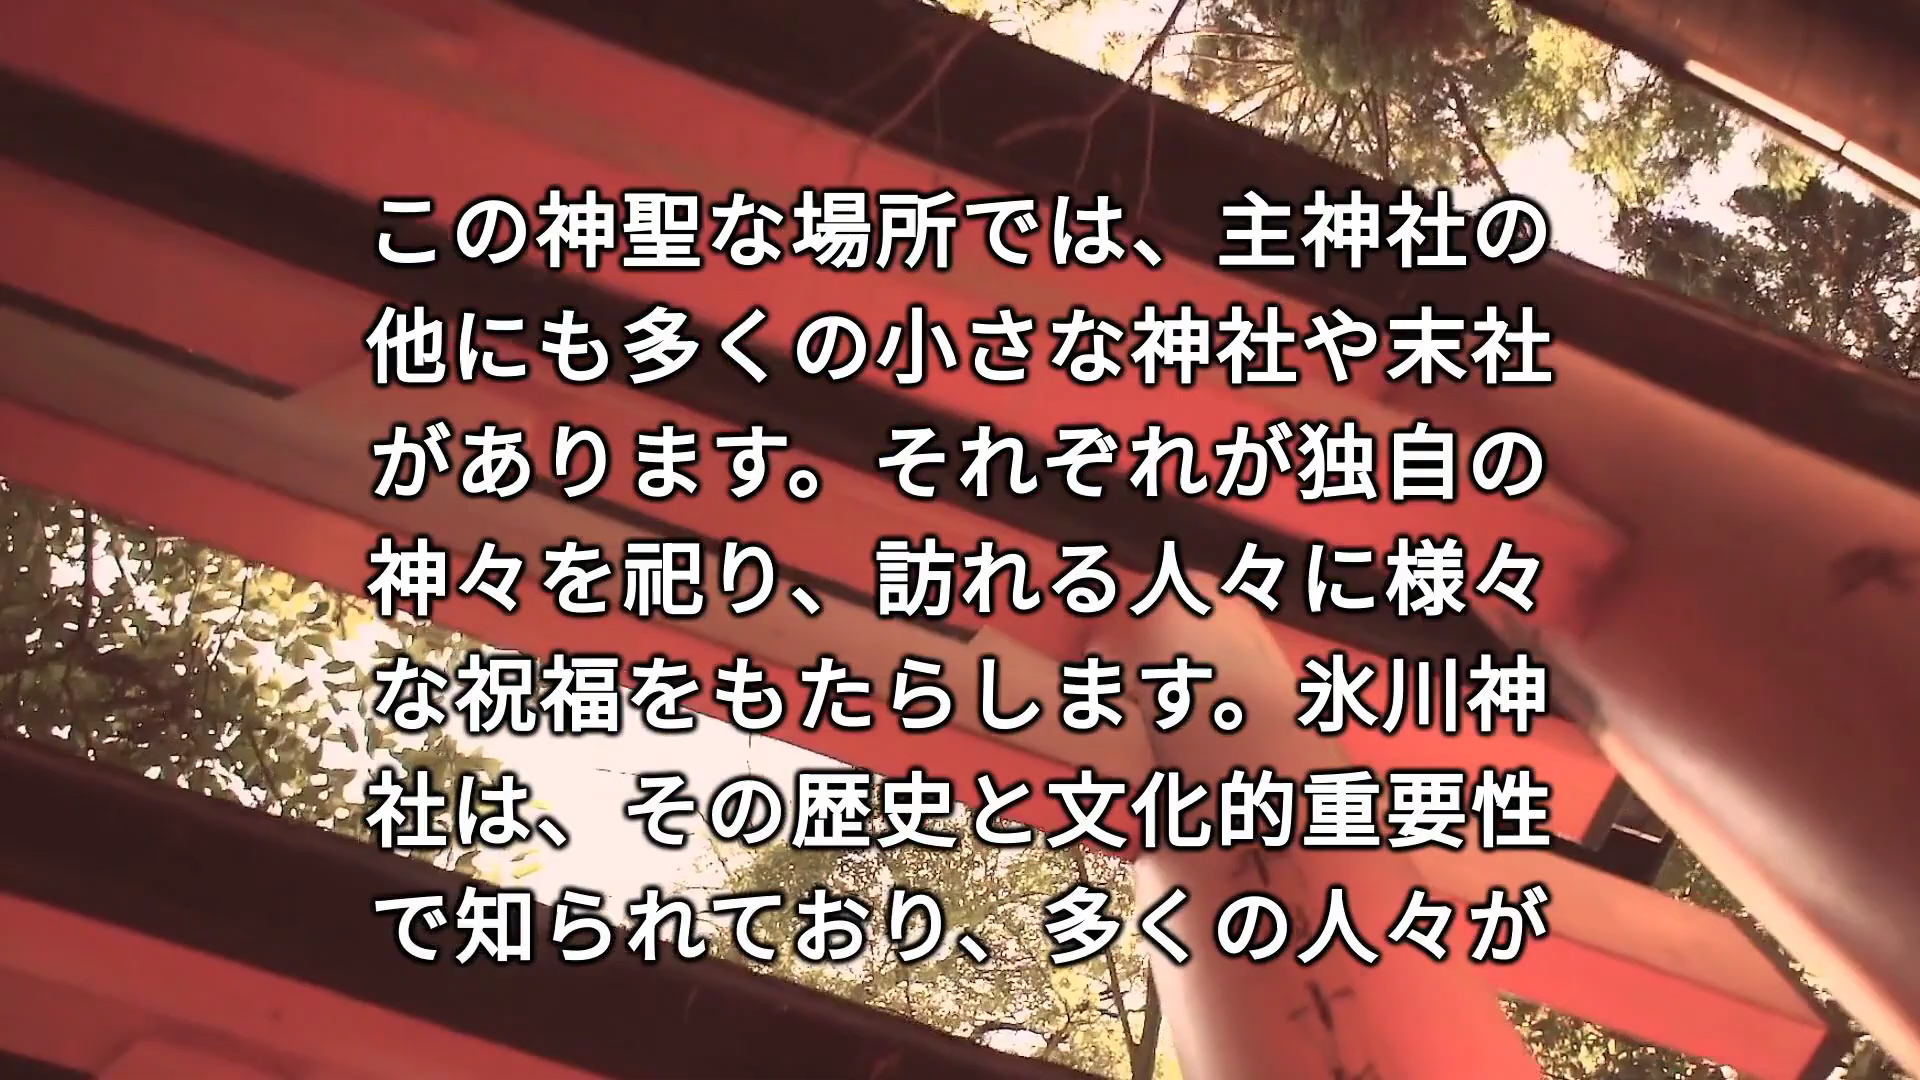 この神聖な場所では、主神社の
他にも多くの小さな神社や末社
があります。それぞれが独自の
神々を祀り、訪れる人々に様々
な祝福をもたらします。氷川神
社は、その歴史と文化的重要性
で知られており、多くの人々が